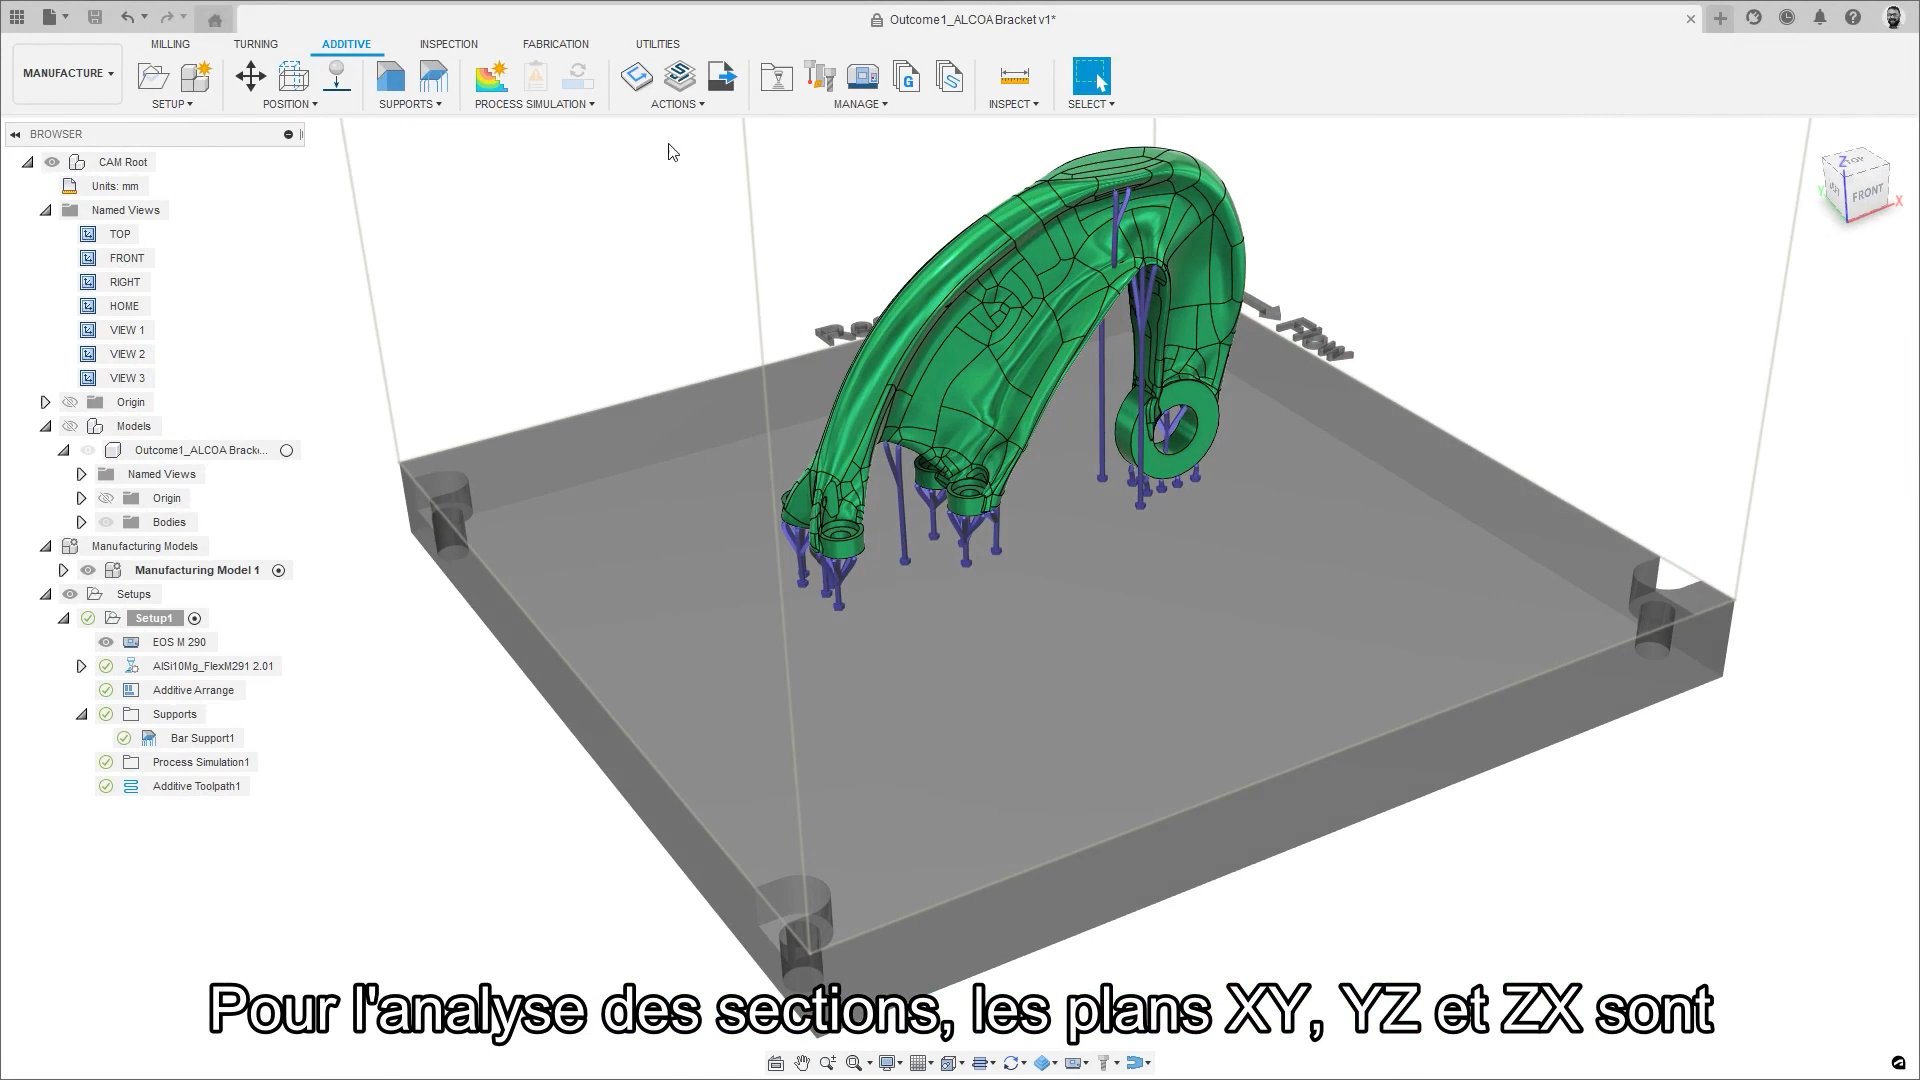 Outcome1_ALCOA Bracket v1*
MILLING
TURNING
ADDITIVE
INSPECTION
FABRICATION
UTILITIES
MANUFACTURE
SETUP
POSITION
SUPPORTS
PROCESS SIMULATION
ACTIONS
MANAGE
INSPECT
SELECT
BROWSER
CAM Root
Units: mm
Named Views
TOP
FRONT
RIGHT
HOME
VIEW 1
VIEW 2
VIEW 3
Origin
Models
Outcome1_ALCOA Bracke...
Named Views
Origin
Bodies
Manufacturing Models
Manufacturing Model 1
Setups
Setup1
EOS M 290
AlSi10Mg_FlexM291 2.01
Additive Arrange
Supports
Bar Support1
Process Simulation1
Additive Toolpath1
TOP
FRONT
Z
Y
X
Flow
Pour l'analyse des sections, les plans XY, YZ et ZX sont